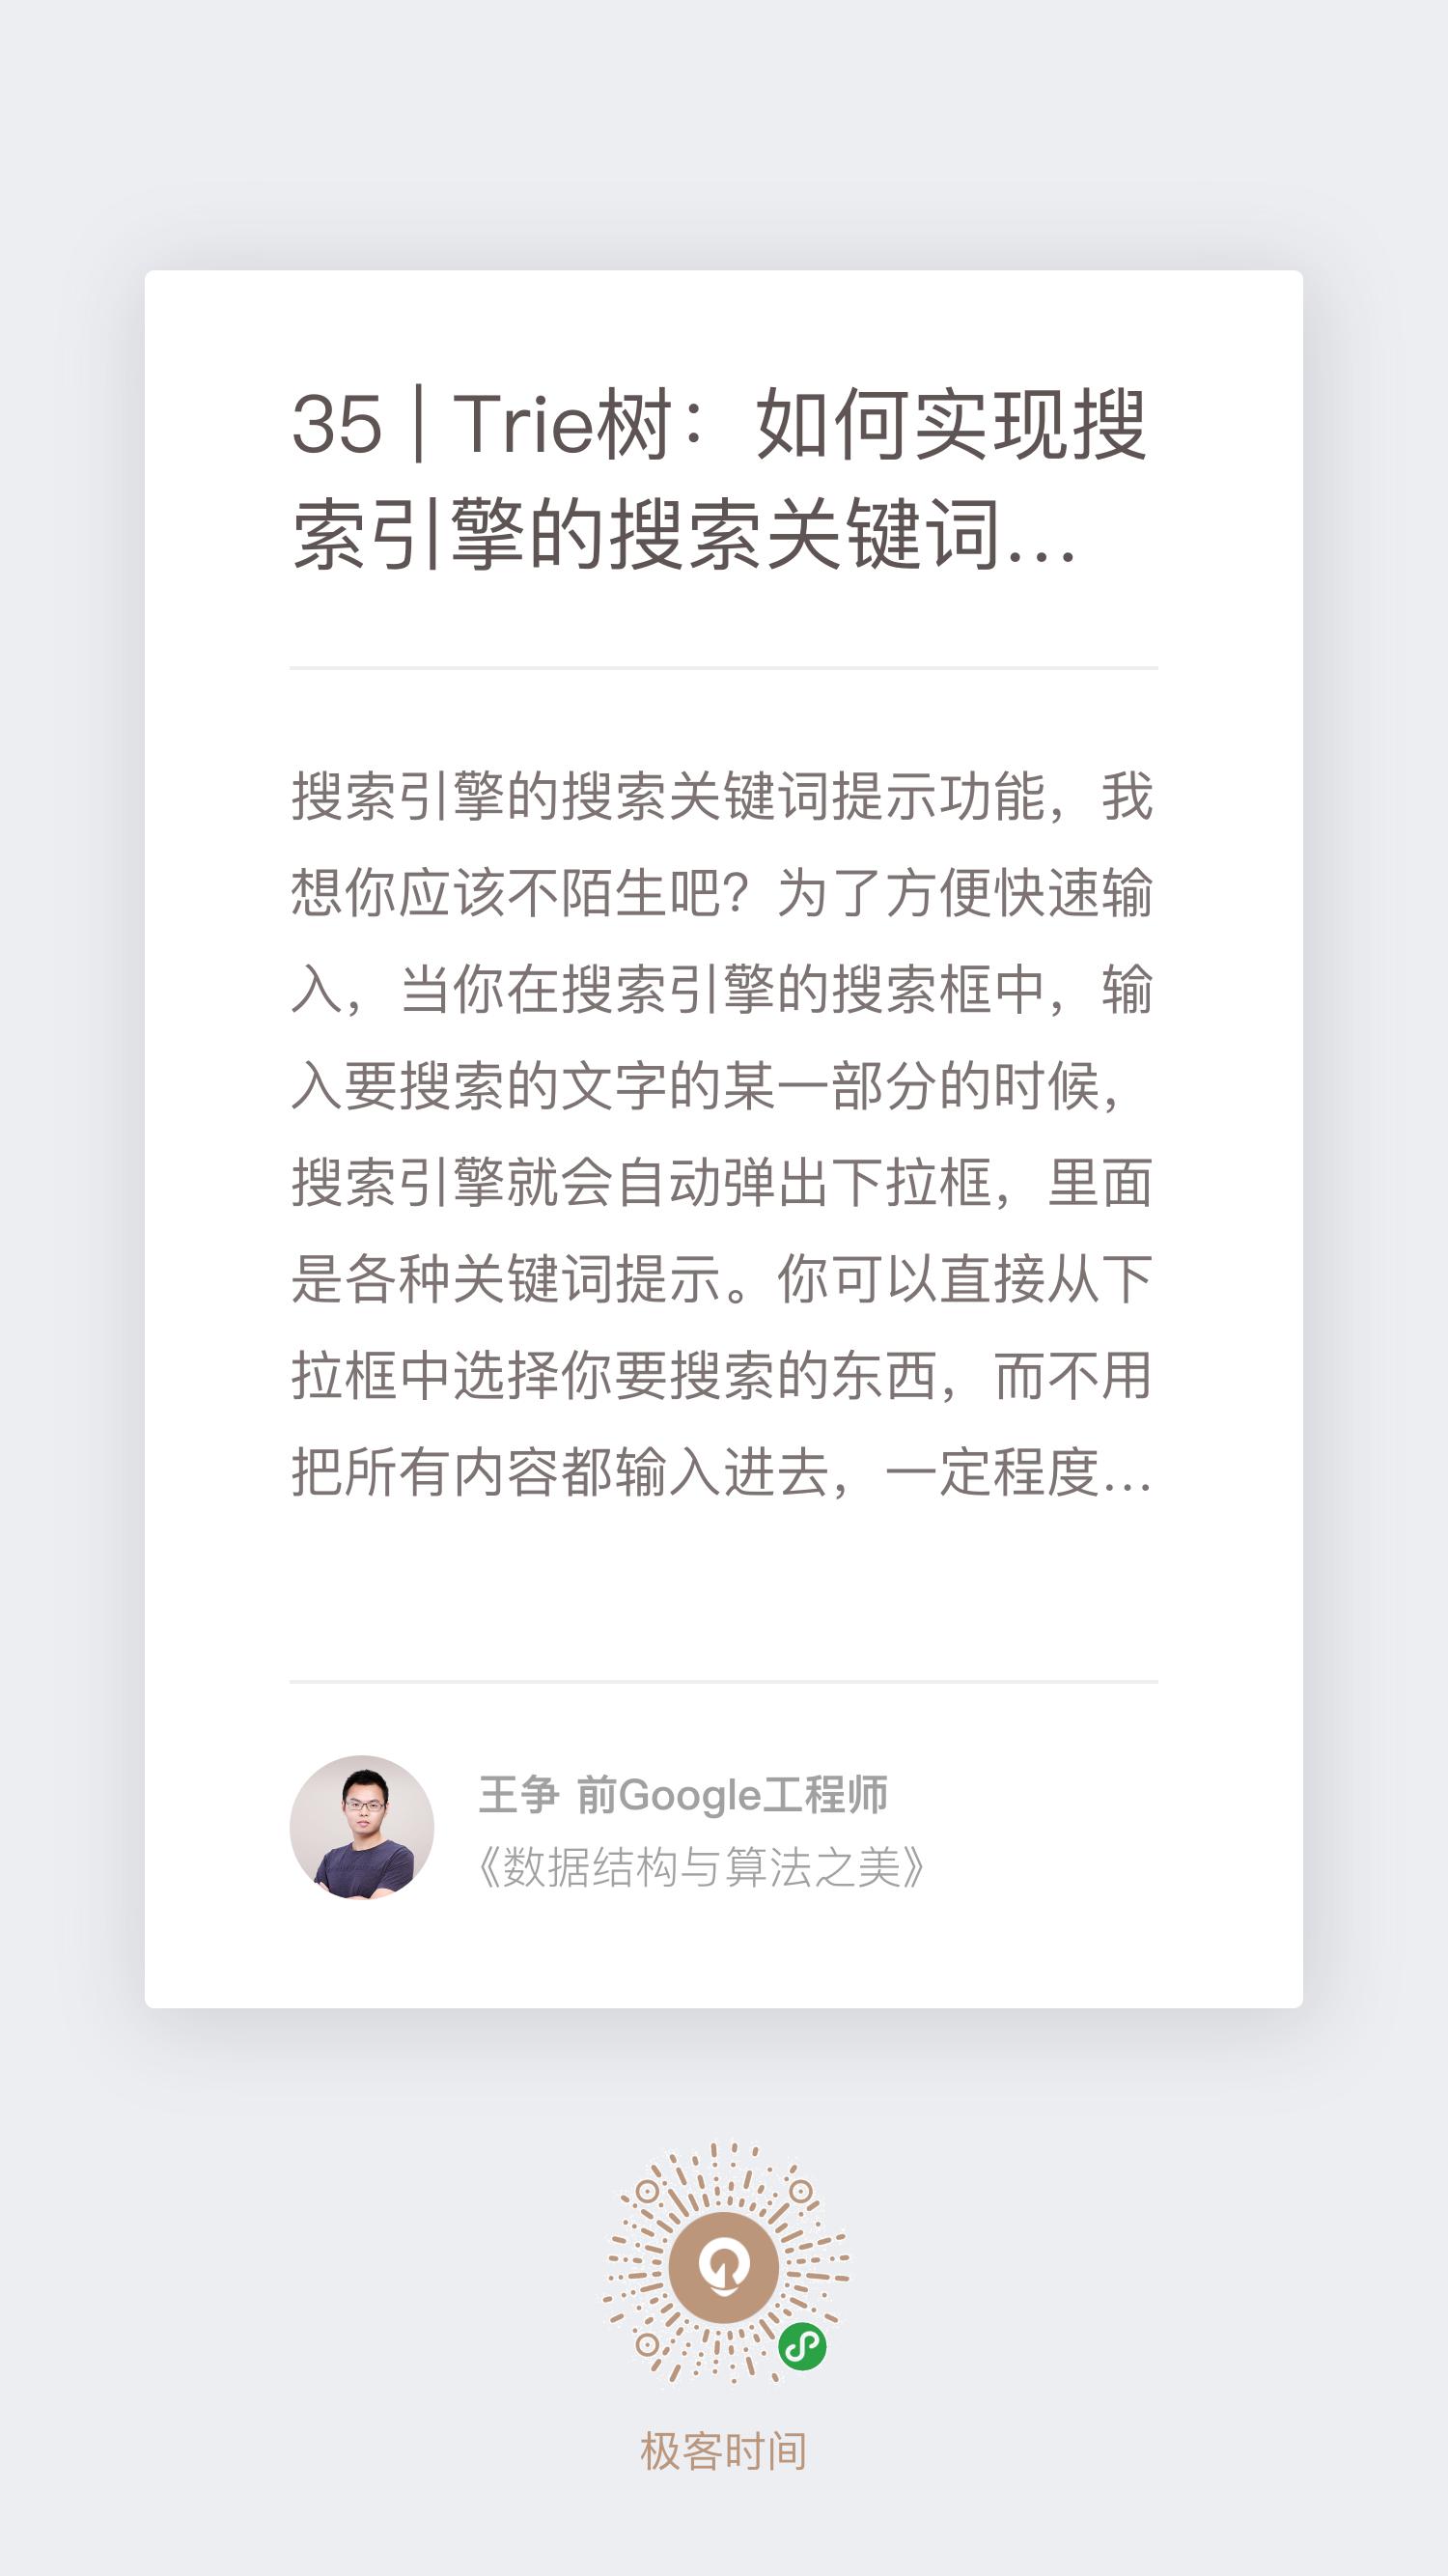 35 | Trie树：如何实现搜
索引擎的搜索关键词...
搜索引擎的搜索关键词提示功能，我
想你应该不陌生吧？为了方便快速输
入，当你在搜索引擎的搜索框中，输
入要搜索的文字的某一部分的时候，
搜索引擎就会自动弹出下拉框，里面
是各种关键词提示。你可以直接从下
拉框中选择你要搜索的东西，而不用
把所有内容都输入进去，一定程度...
王争 前Google工程师
《数据结构与算法之美》
极客时间